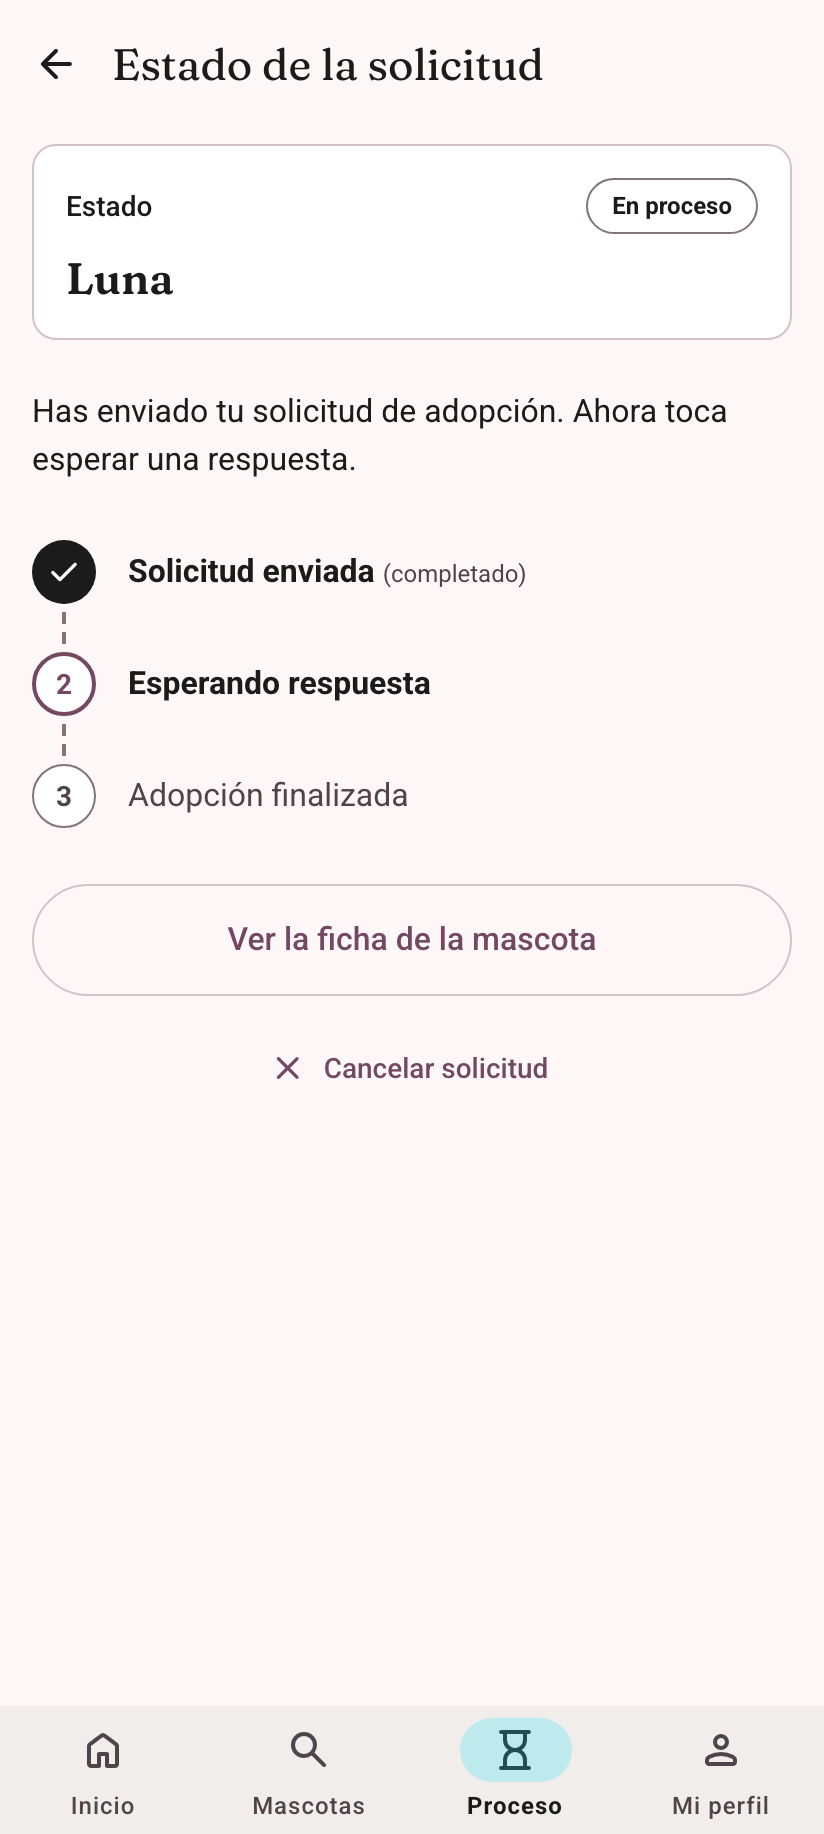 Estado de la solicitud
Estado
En proceso
Luna
Has enviado tu solicitud de adopción. Ahora toca
esperar una respuesta.
Solicitud enviada (completado)
2 Esperando respuesta
3 Adopción finalizada
Ver la ficha de la mascota
Cancelar solicitud
Inicio Mascotas Proceso Mi perfil